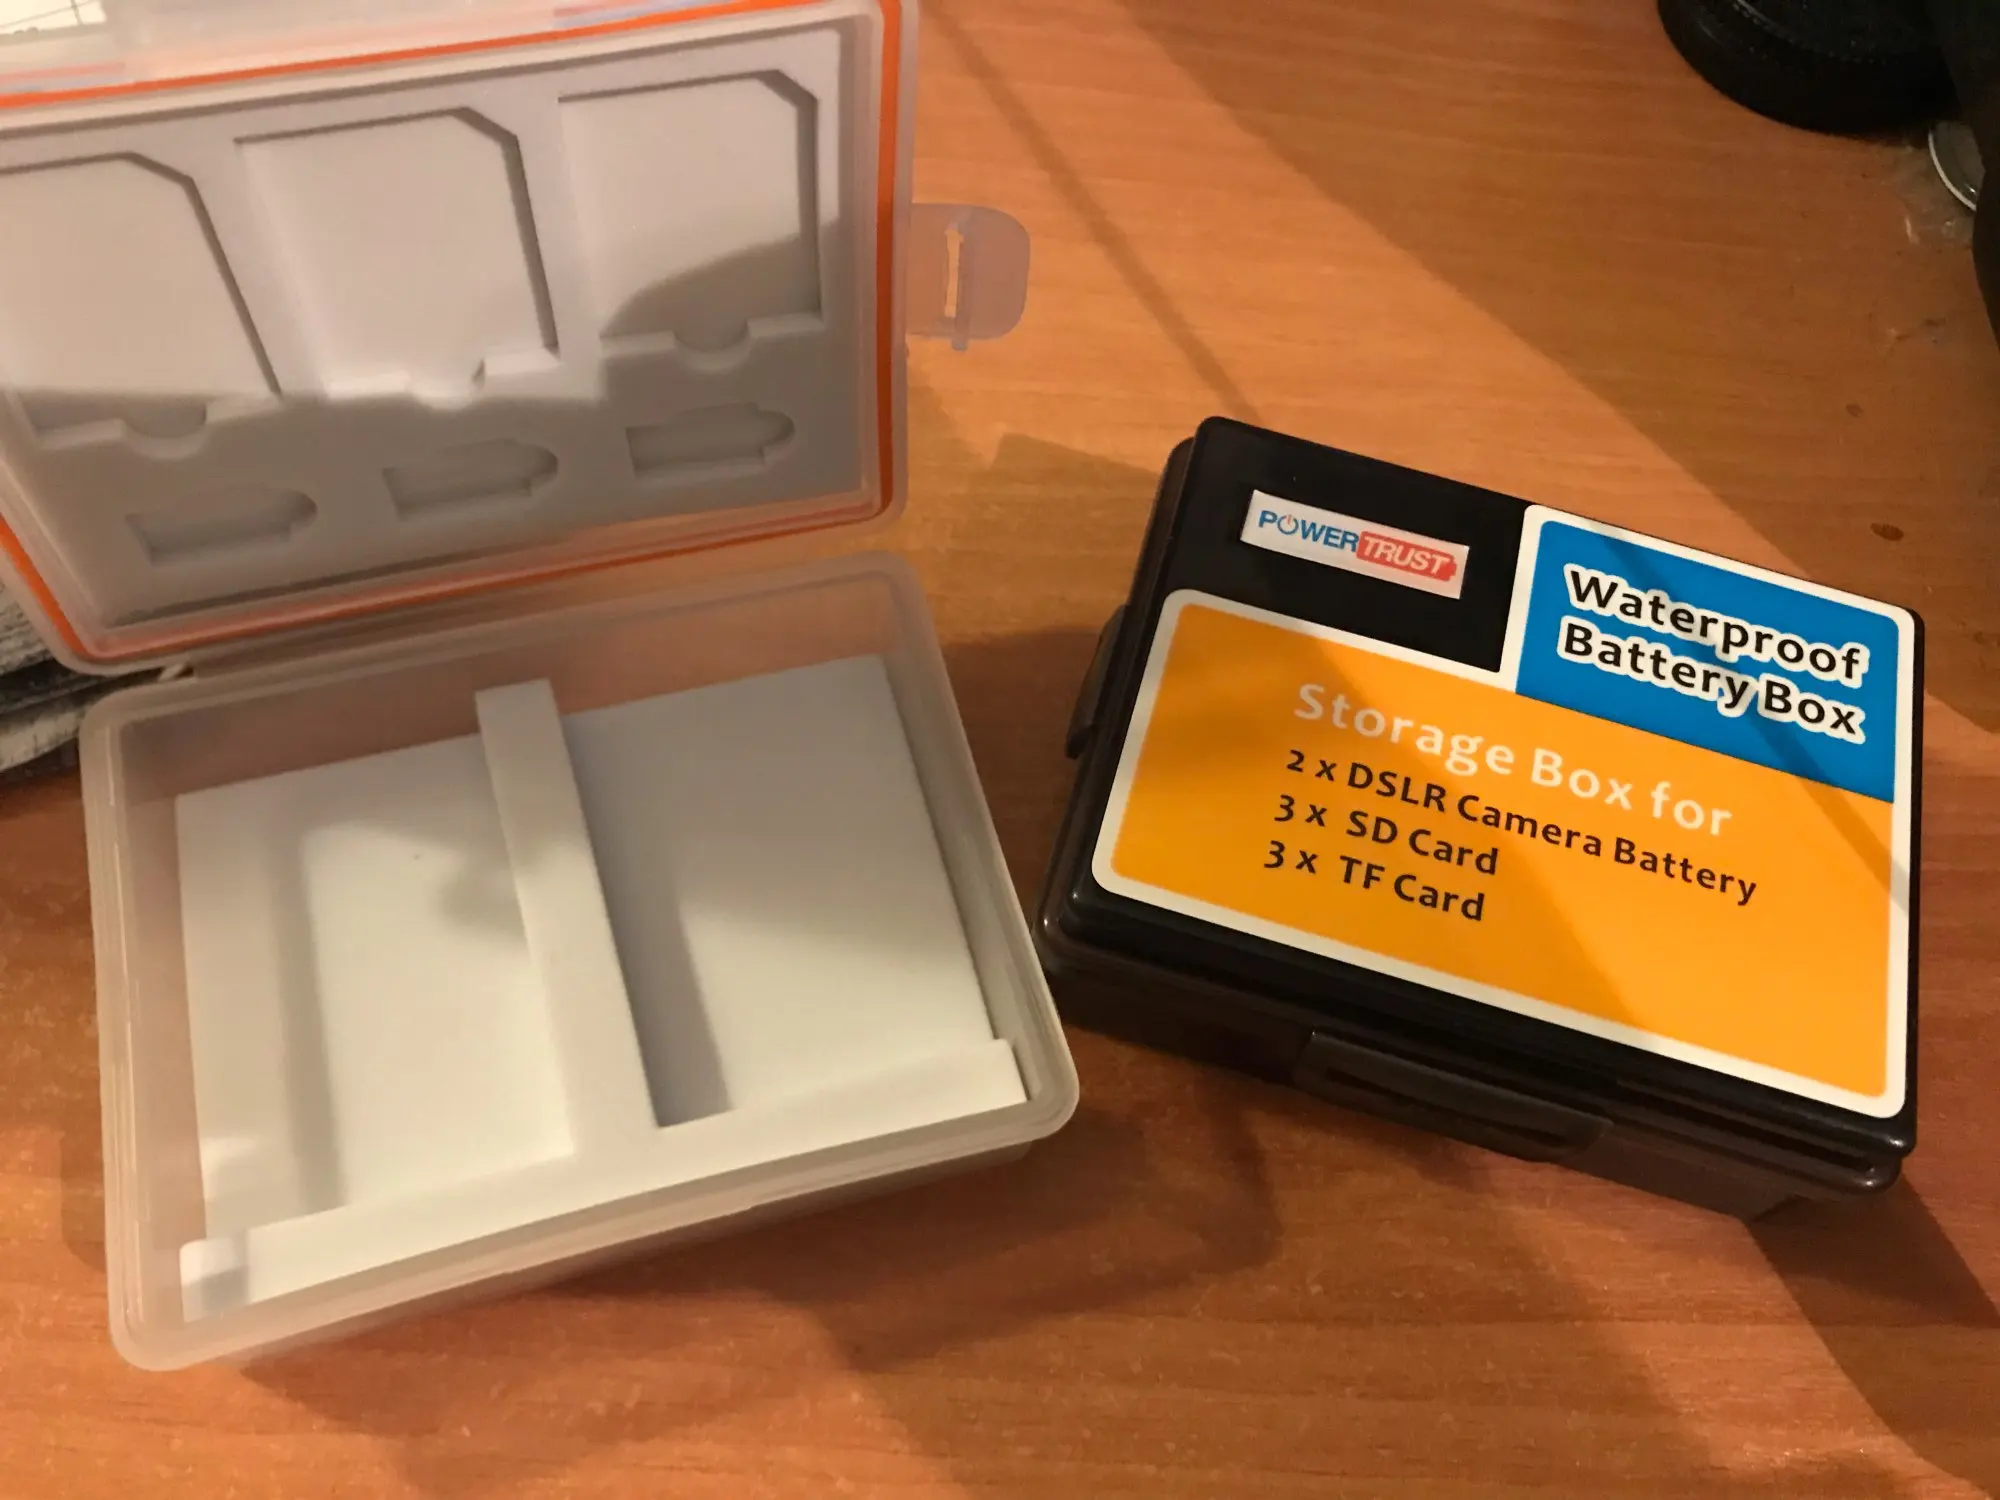 POWERTRUST
Waterproof
Battery Box
Storage Box for
2 x DSLR Camera Battery
3 x SD Card
3 x TF Card